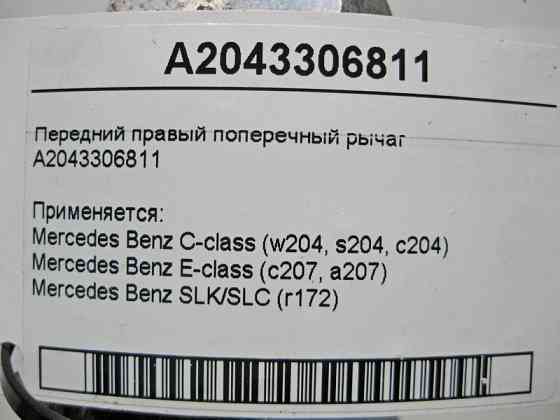 A2043306811
Передний правый поперечный рычаг
A2043306811
Применяется:
Mercedes Benz C-class (w204, s204, c204)
Mercedes Benz E-class (c207, a207)
Mercedes Benz SLK/SLC (r172)